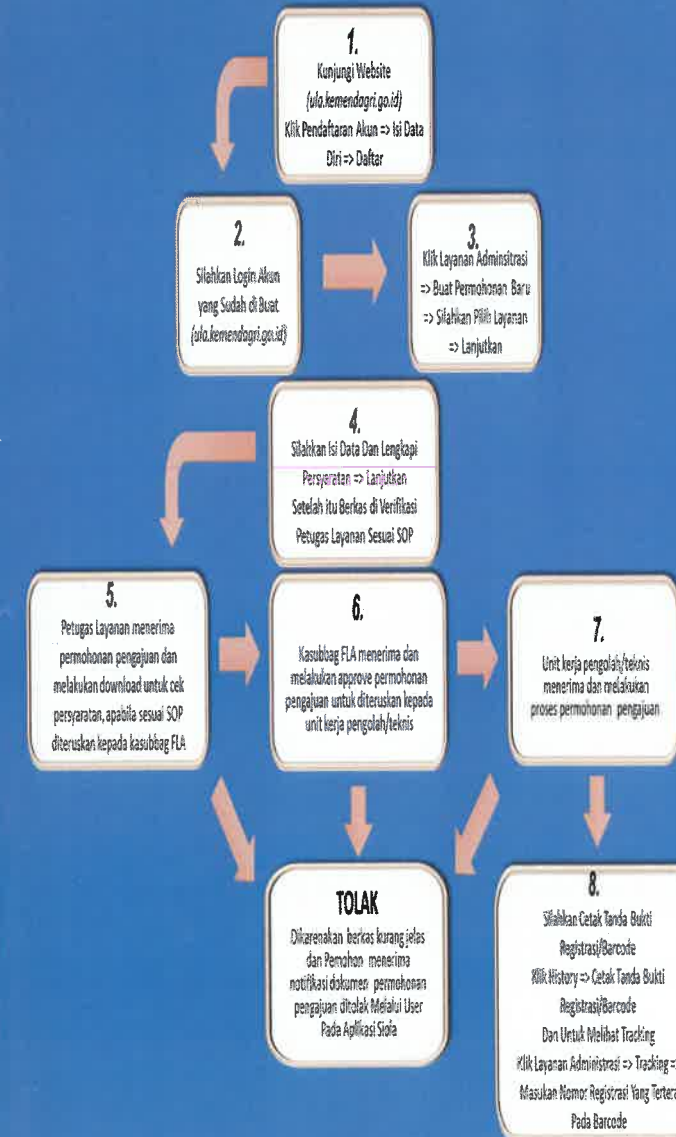 1.
Kunjungi Website
(ula.kemendagri.go.id)
Klik Pendaftaran Akun => Isi Data
Diri => Daftar
2.
Silahkan Login Akun
yang Sudah di Buat
(ula.kemendagri.go.id)
3.
Klik Layanan Adminsitrasi
=> Buat Permohonan Baru
=> Silahkan Pilih Layanan
=> Lanjutkan
4.
Silahkan Isi Data Dan Lengkapi
Persyaratan => Lanjutkan
Setelah itu Berkas di Verifikasi
Petugas Layanan Sesuai SOP
5.
Petugas Layanan menerima
permohonan pengajuan dan
melakukan download untuk cek
persyaratan, apabila sesuai SOP
diteruskan kepada kasubbag FLA
6.
Kasubbag FLA menerima dan
melakukan approve permohonan
pengajuan untuk diteruskan kepada
unit kerja pengolah/teknis
7.
Unit kerja pengolah/teknis
menerima dan melakukan
proses permohonan pengajuan
TOLAK
Dikarenakan berkas kurang jelas
dan Pemohon menerima
notifikasi dokumen permohonan
pengajuan ditolak Melalui User
Pada Aplikasi Siola
8.
Silahkan Cetak Tanda Bukti
Registrasi/Barcode
Klik History => Cetak Tanda Bukti
Registrasi/Barcode
Dan Untuk Melihat Tracking
Klik Layanan Administrasi => Tracking =>
Masukan Nomor Registrasi Yang Tertera
Pada Barcode